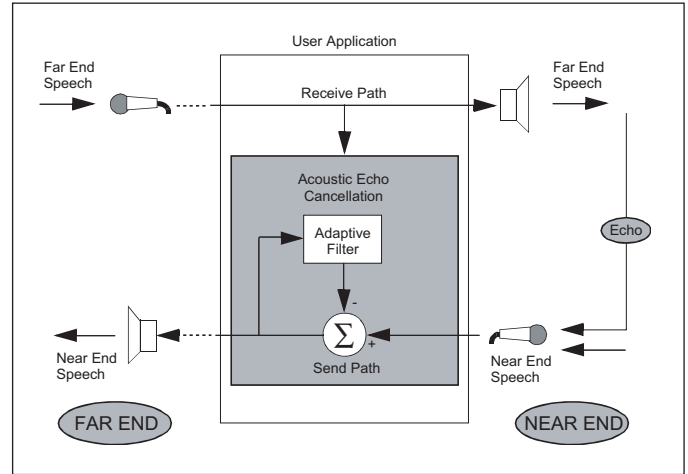 User Application
Far End
Speech
Receive Path
Far End
Speech
Acoustic Echo
Cancellation
Adaptive
Filter
Echo
-
Σ
+
Near End
Speech
Send Path
Near End
Speech
FAR END
NEAR END